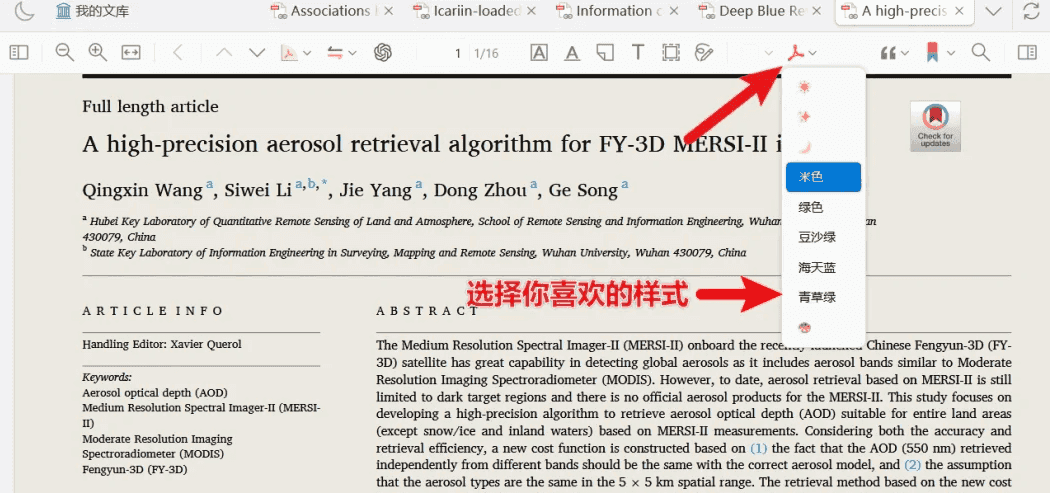 我的文库
Associations
Icariin-loaded
Information
Deep Blue Re
A high-precis
1
1/16
A
A
T
Full length article
A high-precision aerosol retrieval algorithm for FY-3D MERSI-II i
Check for
updates
Qingxin Wang a, Siwei Li a,b,*, Jie Yang a, Dong Zhou a, Ge Song a
a Hubei Key Laboratory of Quantitative Remote Sensing of Land and Atmosphere, School of Remote Sensing and Information Engineering, Wuhan
430079, China
b State Key Laboratory of Information Engineering in Surveying, Mapping and Remote Sensing, Wuhan University, Wuhan 430079, China
米色
绿色
豆沙绿
海天蓝
青草绿
选择你喜欢的样式
ARTICLE INFO
Handling Editor: Xavier Querol
Keywords:
Aerosol optical depth (AOD)
Medium Resolution Spectral Imager-II (MERSI-
II)
Moderate Resolution Imaging
Spectroradiometer (MODIS)
Fengyun-3D (FY-3D)
ABSTRACT
The Medium Resolution Spectral Imager-II (MERSI-II) onboard the recently launched Chinese Fengyun-3D (FY-
3D) satellite has great capability in detecting global aerosols as it includes aerosol bands similar to Moderate
Resolution Imaging Spectroradiometer (MODIS). However, to date, aerosol retrieval based on MERSI-II is still
limited to dark target regions and there is no official aerosol products for the MERSI-II. This study focuses on
developing a high-precision algorithm to retrieve aerosol optical depth (AOD) suitable for entire land areas
(except snow/ice and inland waters) based on MERSI-II measurements. Considering both the accuracy and
retrieval efficiency, a new cost function is constructed based on (1) the fact that the AOD (550 nm) retrieved
independently from different bands should be the same with the correct aerosol model, and (2) the assumption
that the aerosol types are the same in the 5 × 5 km spatial range. The retrieval method based on the new cost